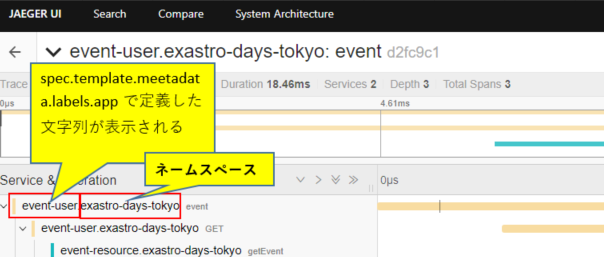 JAEGER UI Search Compare System Architecture
event-user.exastro-days-tokyo: event d2fc9c1
Trace
Duration 18.46ms Services 2 Depth 3 Total Spans 3
0μs 4.61ms
spec.template.meetadat
a.labels.app で定義した
文字列が表示される
ネームスペース
Service & eration 0μs
event-user.exastro-days-tokyo event
event-user.exastro-days-tokyo GET
event-resource.exastro-days-tokyo getEvent